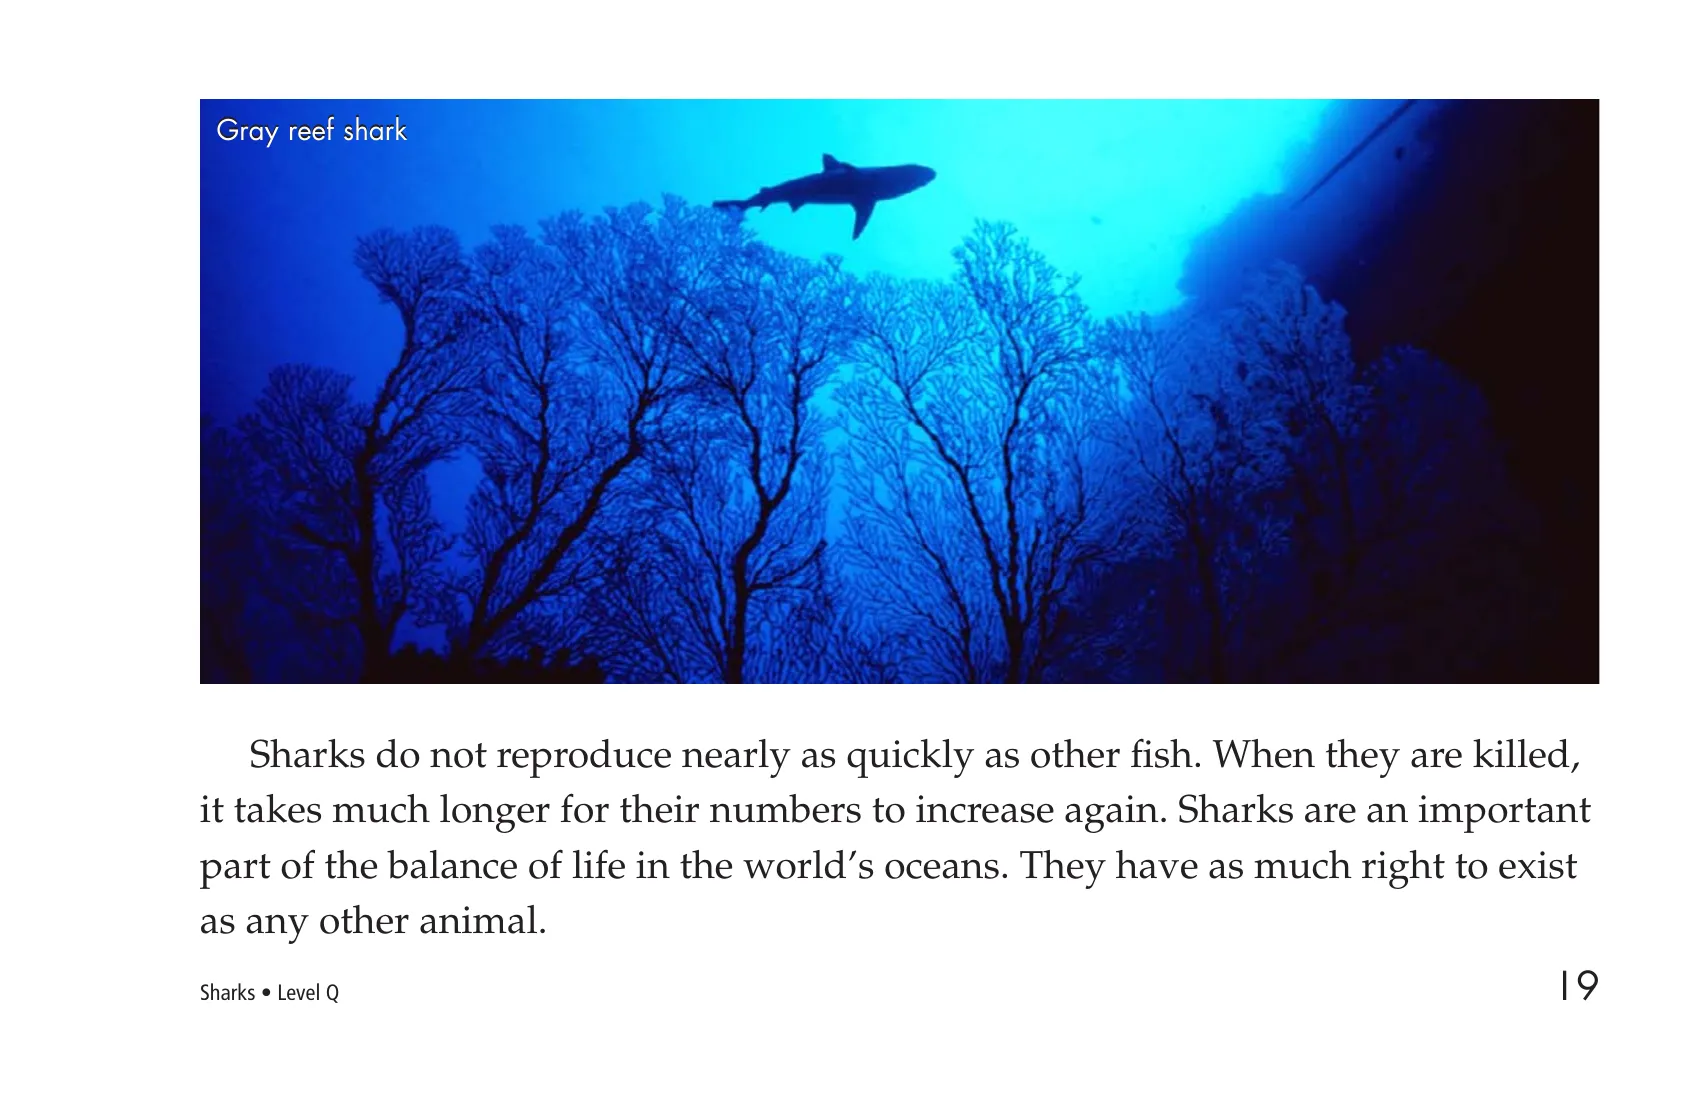 Gray reef shark
Sharks do not reproduce nearly as quickly as other fish. When they are killed,
it takes much longer for their numbers to increase again. Sharks are an important
part of the balance of life in the world’s oceans. They have as much right to exist
as any other animal.
Sharks • Level Q
19